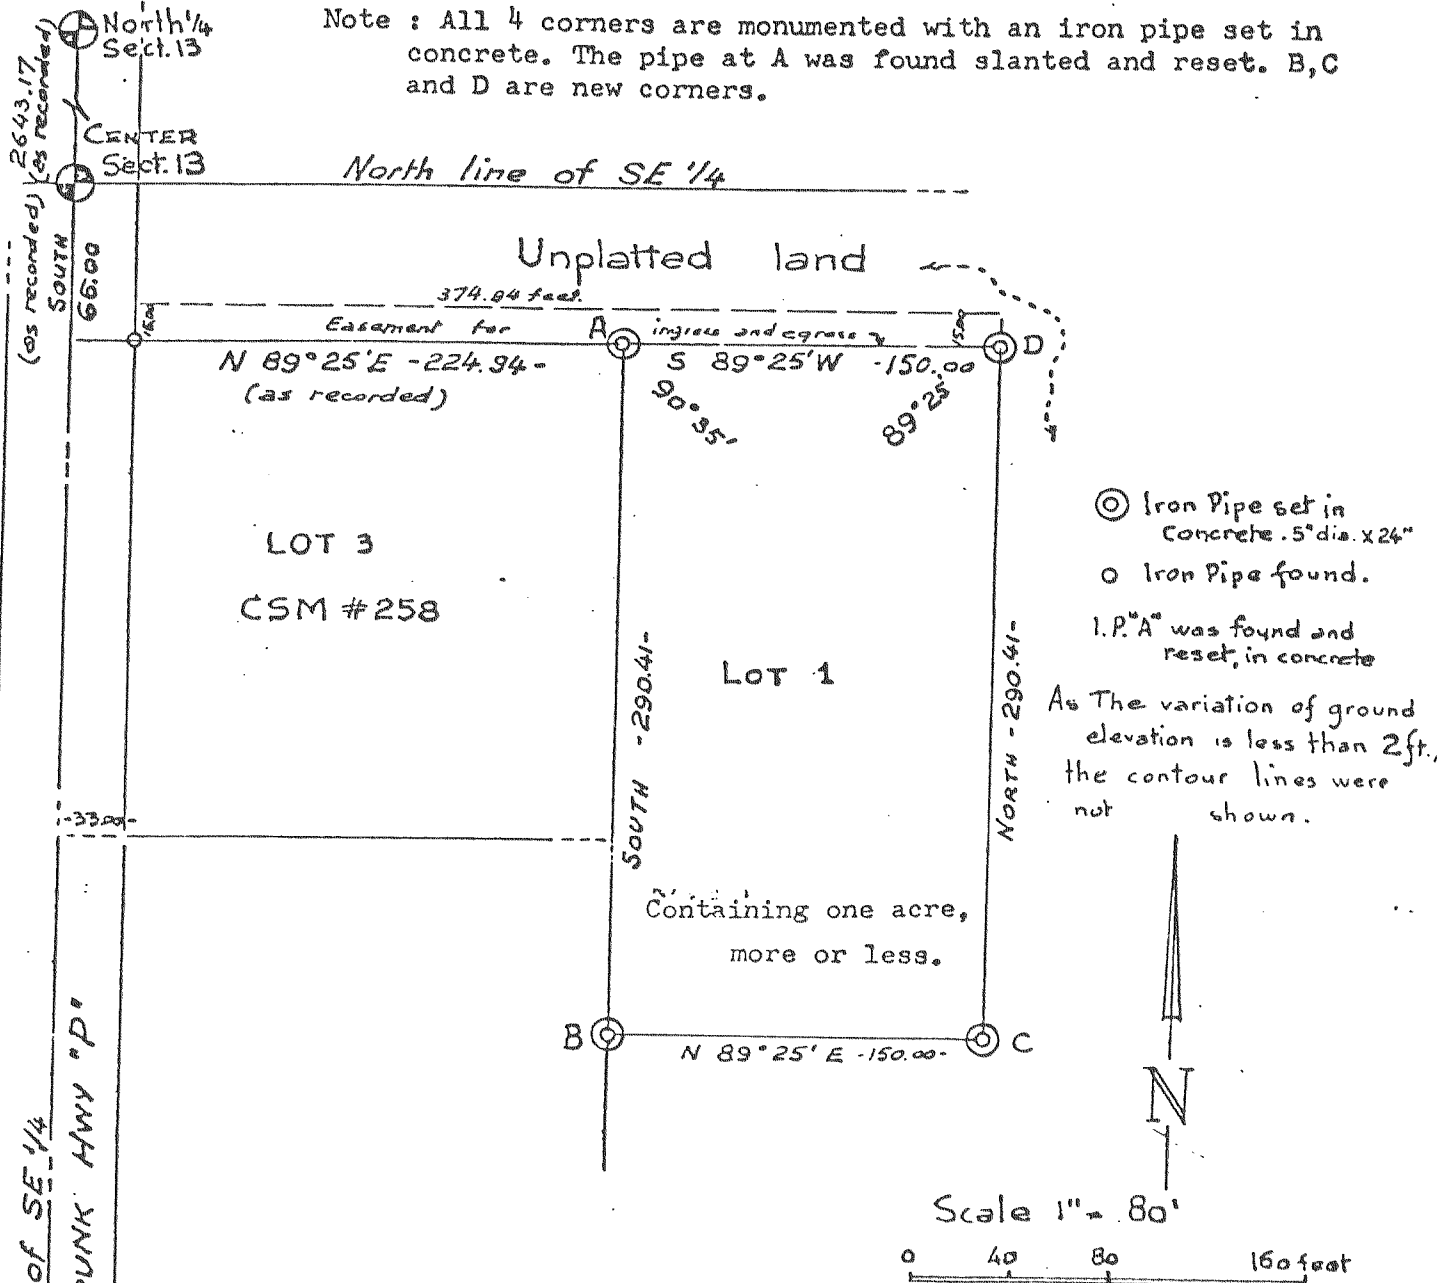 Note : All 4 corners are monumented with an iron pipe set in
concrete. The pipe at A was found slanted and reset. B,C
and D are new corners.
North 1/4
Sect. 13
2643.17
(as recorded)
CENTER
Sect. 13
North line of SE 1/4
(as recorded)
SOUTH
66.00
Unplatted land
374.94 feet.
15.00
Easement for
A
ingress and egress
15.00
D
N 89°25'E -224.94-
(as recorded)
S 89°25'W -150.00
90°35'
89°25'
LOT 3
CSM #258
Iron Pipe set in
Concrete .5" dia. x 24"
o Iron Pipe found.
I.P. "A" was found and
reset, in concrete
As The variation of ground
elevation is less than 2ft.,
the contour lines were
not shown.
SOUTH -290.41-
LOT 1
NORTH -290.41-
-33.00-
Containing one acre,
more or less.
B
N 89°25' E -150.00-
C
of SE 1/4
HWY "P"
N
Scale 1" = 80'
0 40 80 160 feet